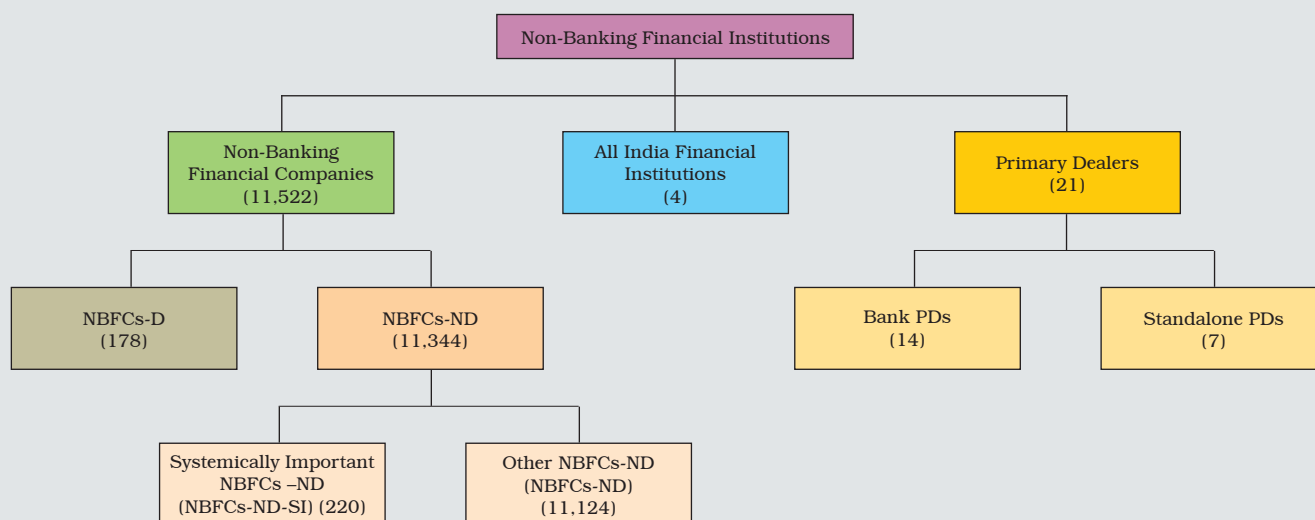 Non-Banking Financial Institutions
Non-Banking
Financial Companies
(11,522)
All India Financial
Institutions
(4)
Primary Dealers
(21)
NBFCs-D
(178)
NBFCs-ND
(11,344)
Bank PDs
(14)
Standalone PDs
(7)
Systemically Important
NBFCs –ND
(NBFCs-ND-SI) (220)
Other NBFCs-ND
(NBFCs-ND)
(11,124)